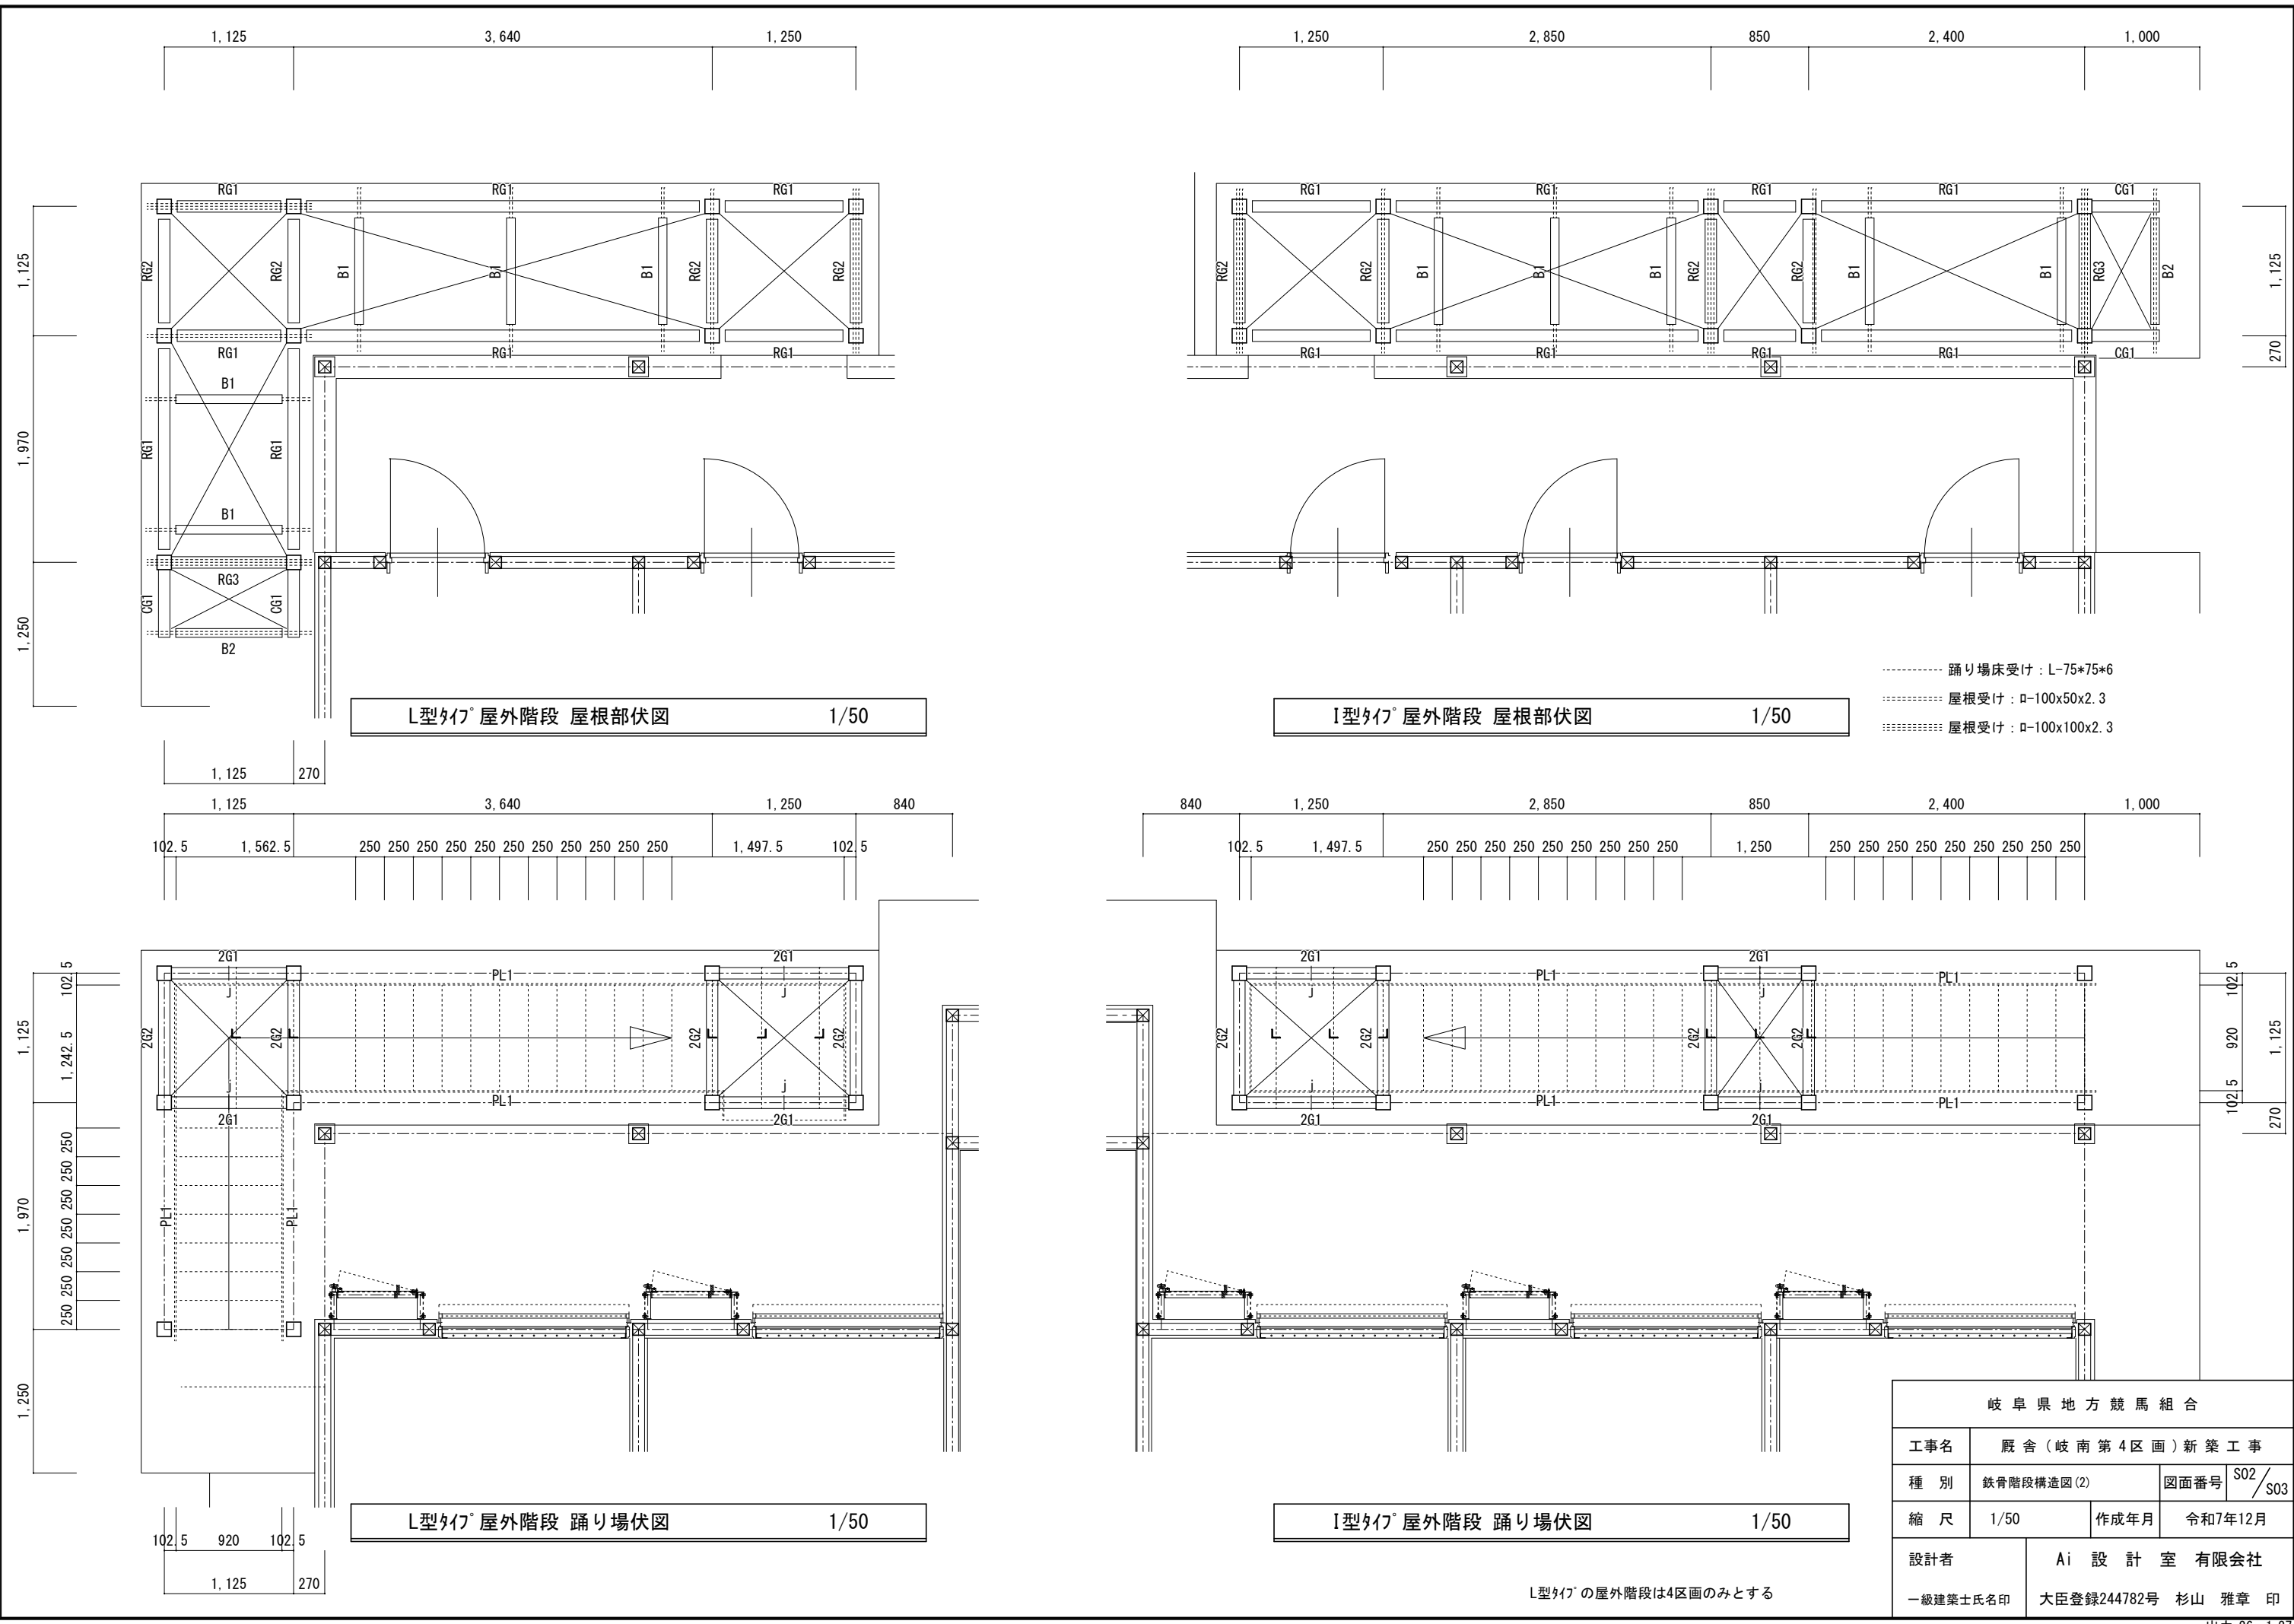 1,125 3,640 1,250
1,250 2,850 850 2,400 1,000
RG1 RG1 RG1
RG1 RG1 RG1 RG1 CG1
1,125
RG2 RG2 B1 B1 B1 RG2 RG2
RG2 RG2 B1 B1 B1 RG2 RG2 B1 B1 RG3 B2
1,125
RG1 RG1 RG1
RG1 RG1 RG1 RG1 CG1
270
B1
1,970
RG1 RG1
B1
RG3
CG1 CG1
B2
1,250
踊り場床受け：L-75*75*6
屋根受け：ロ-100x50x2.3
屋根受け：ロ-100x100x2.3
L型ﾀｲﾌﾟ屋外階段 屋根部伏図 1/50
I型ﾀｲﾌﾟ屋外階段 屋根部伏図 1/50
1,125 270
1,125 3,640 1,250 840
840 1,250 2,850 850 2,400 1,000
102.5 1,562.5 250 250 250 250 250 250 250 250 250 250 250 1,497.5 102.5
102.5 1,497.5 250 250 250 250 250 250 250 250 250 1,250 250 250 250 250 250 250 250 250 250
2G1 PL1 2G1
2G1 PL1 2G1 PL1
102.5
1,125 1,242.5
J J
J J
2G2 2G2 2G2 2G2
2G2 2G2 2G2 2G2
102.5 920 1,125
J J
J J
PL1
PL1 PL1
102.5
2G1 2G1
2G1 2G1
270
250 250 250 250 250 250 250
1,970
PL1 PL1
1,250
L型ﾀｲﾌﾟ屋外階段 踊り場伏図 1/50
I型ﾀｲﾌﾟ屋外階段 踊り場伏図 1/50
102.5 920 102.5
1,125 270
L型ﾀｲﾌﾟの屋外階段は4区画のみとする
岐阜県地方競馬組合
工事名 厩舎(岐南第4区画)新築工事
種 別 鉄骨階段構造図(2) 図面番号 S02/S03
縮 尺 1/50 作成年月 令和7年12月
設計者 Ai 設 計 室 有限会社
一級建築士氏名印 大臣登録244782号 杉山 雅章 印